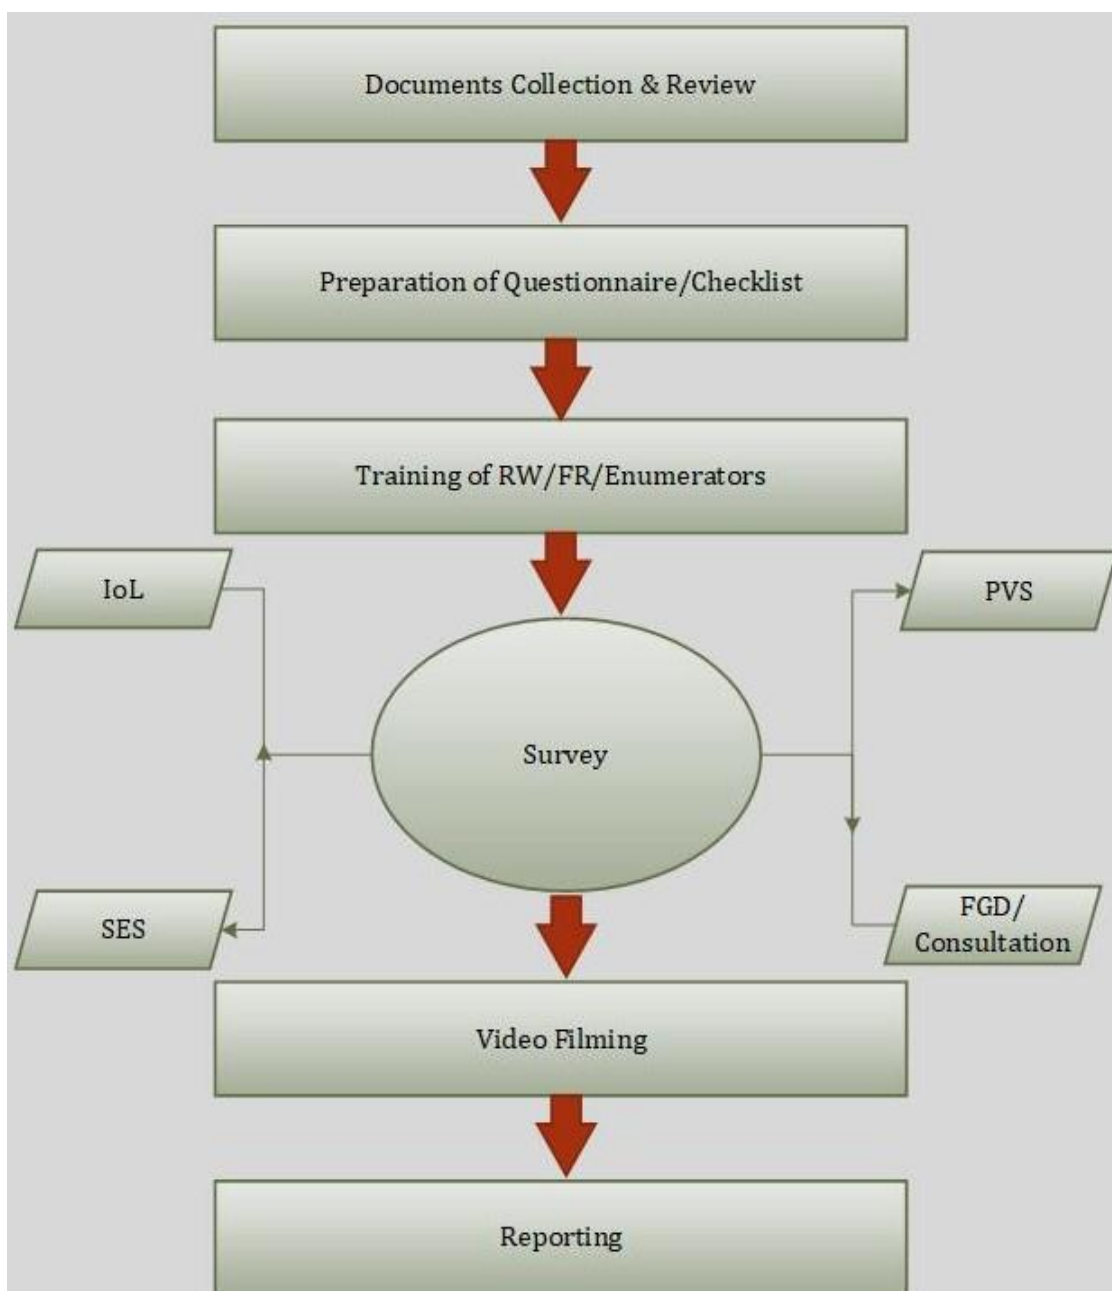 Documents Collection & Review
Preparation of Questionnaire/Checklist
Training of RW/FR/Enumerators
IoL
PVS
Survey
SES
FGD/
Consultation
Video Filming
Reporting